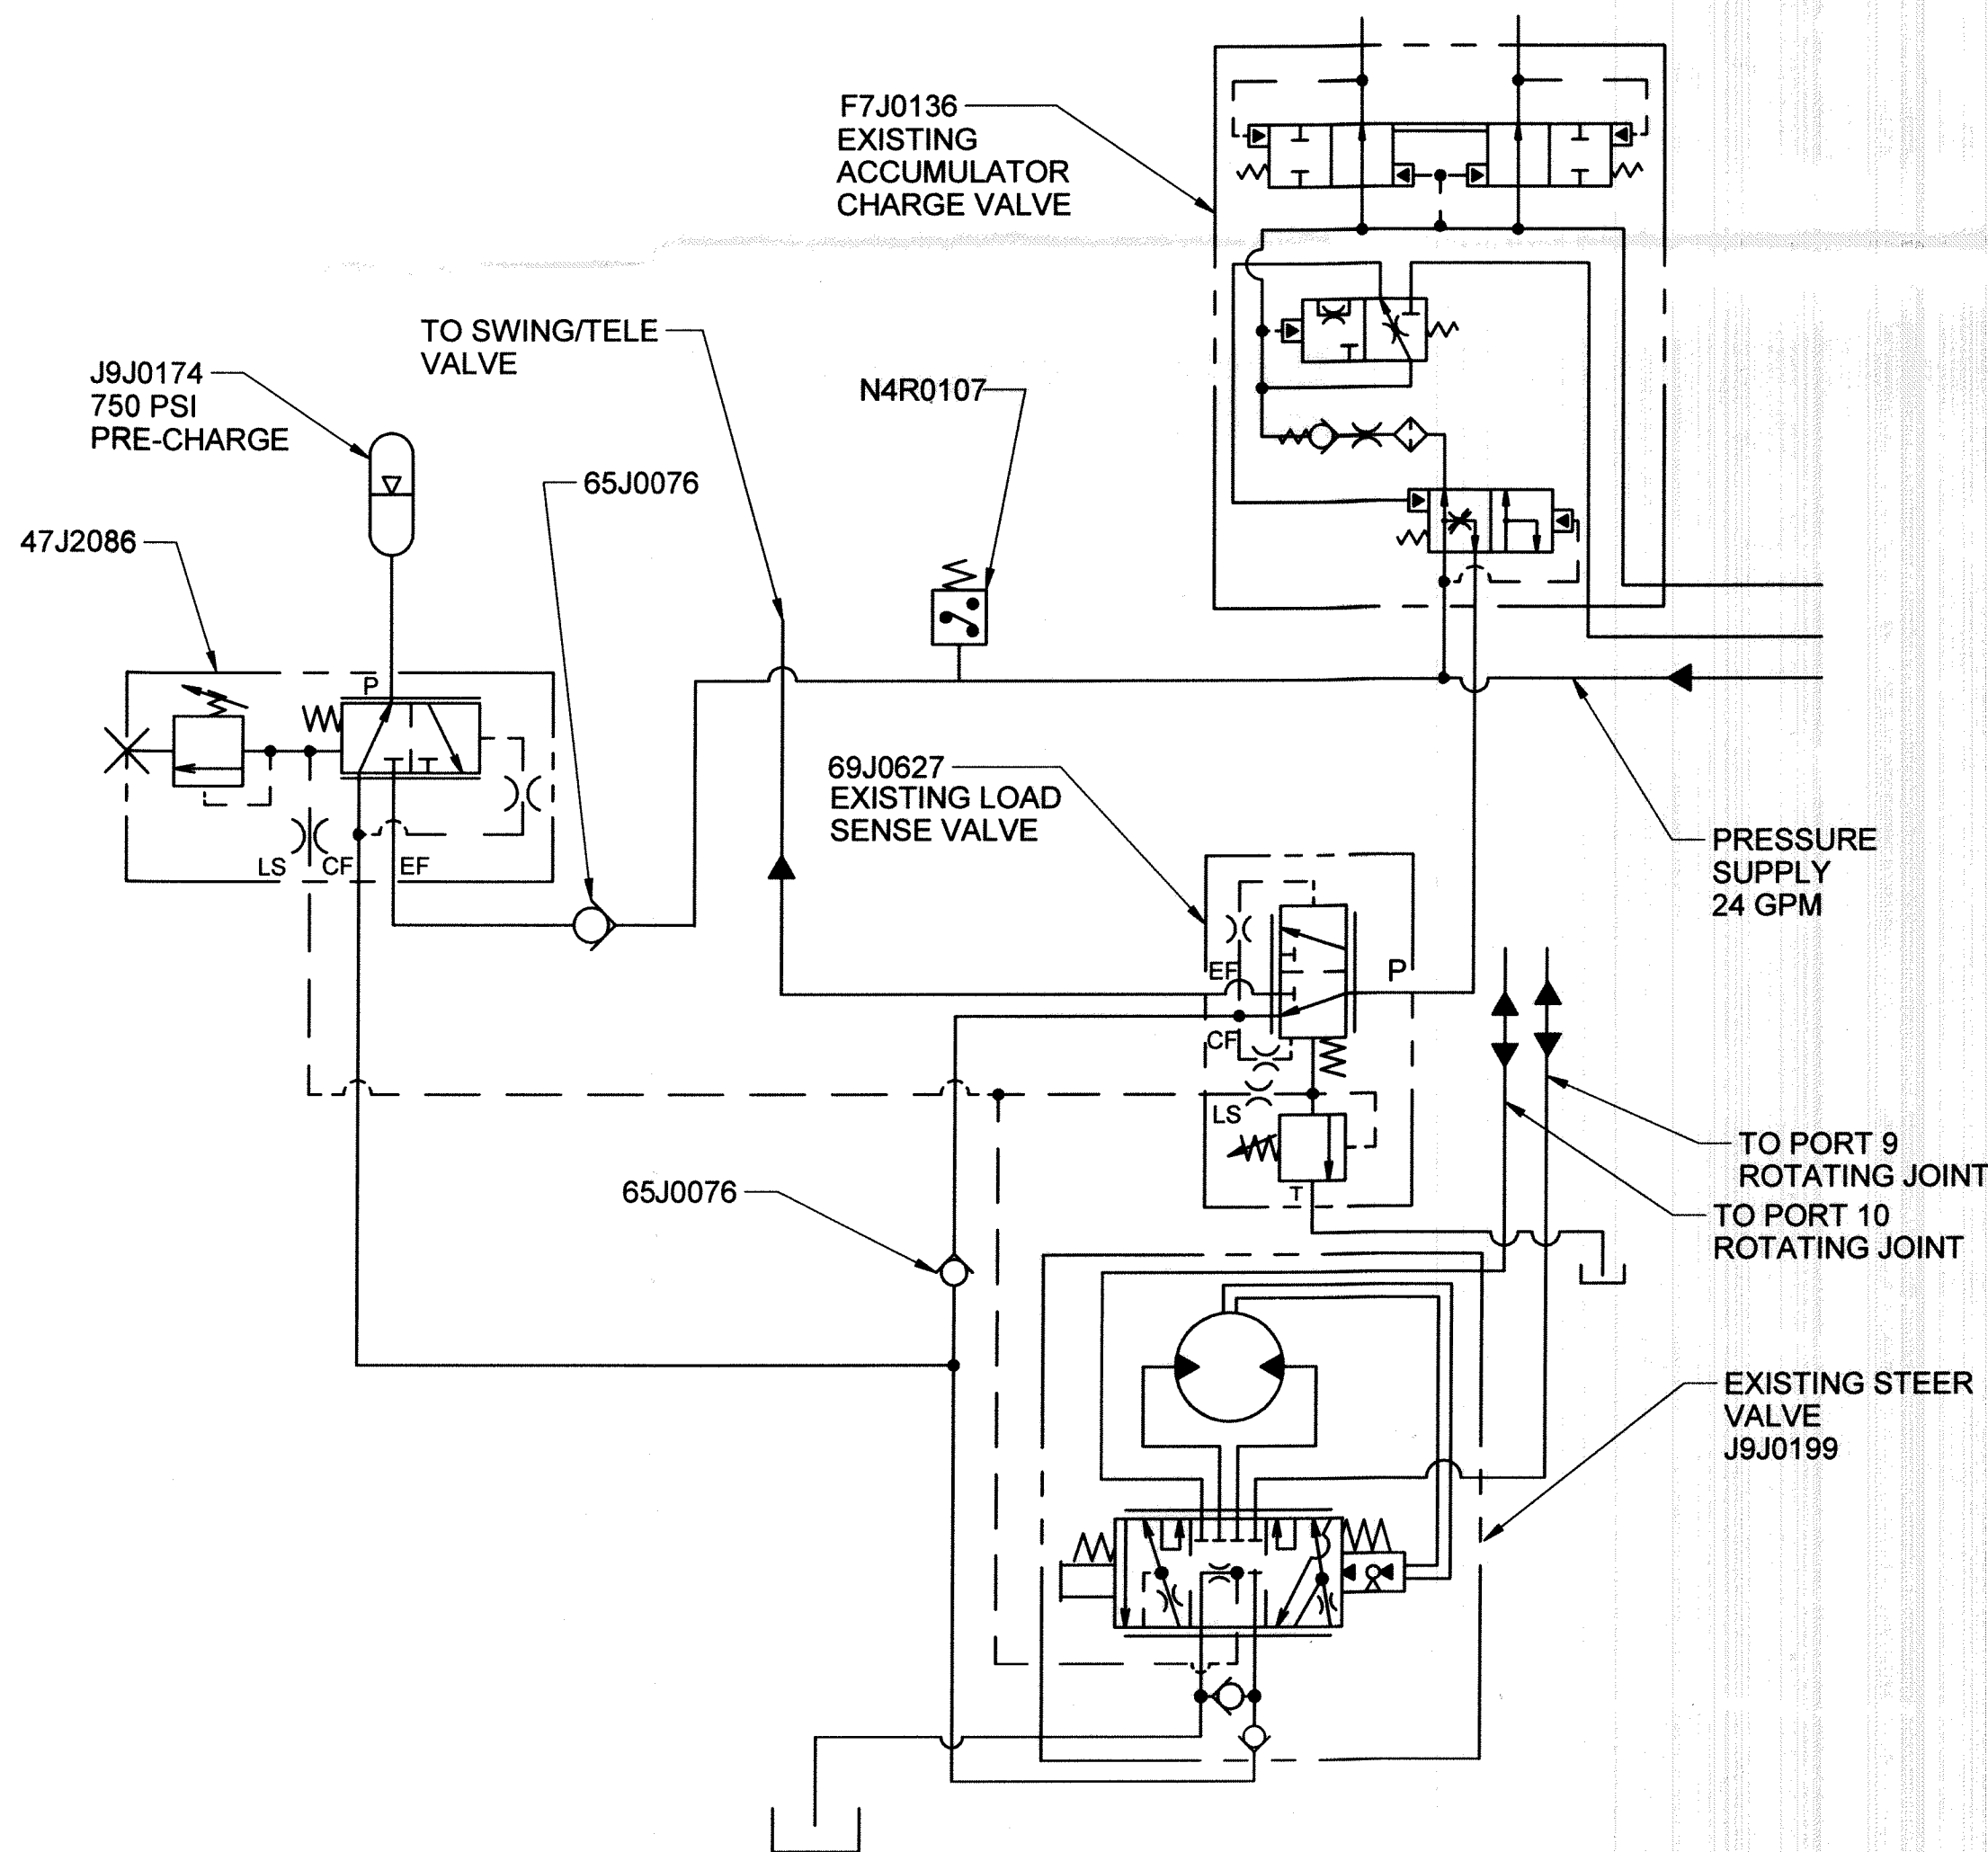 F7J0136
EXISTING
ACCUMULATOR
CHARGE VALVE
TO SWING/TELE
VALVE
J9J0174
750 PSI
PRE-CHARGE
N4R0107
65J0076
47J2086
P
LS
CF
EF
69J0627
EXISTING LOAD
SENSE VALVE
PRESSURE
SUPPLY
24 GPM
EF
P
CF
LS
T
TO PORT 9
ROTATING JOINT
TO PORT 10
ROTATING JOINT
65J0076
EXISTING STEER
VALVE
J9J0199